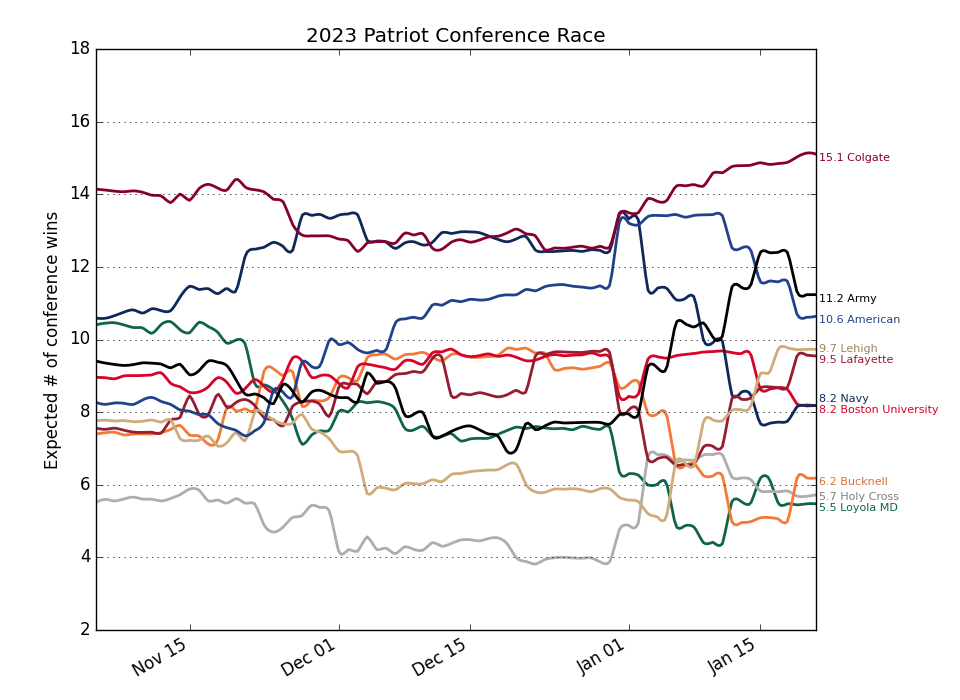 2023 Patriot Conference Race
Expected # of conference wins
18
16
14
12
10
8
6
4
2
Nov 15
Dec 01
Dec 15
Jan 01
Jan 15
15.1 Colgate
11.2 Army
10.6 American
9.7 Lehigh
9.5 Lafayette
8.2 Navy
8.2 Boston University
6.2 Bucknell
5.7 Holy Cross
5.5 Loyola MD